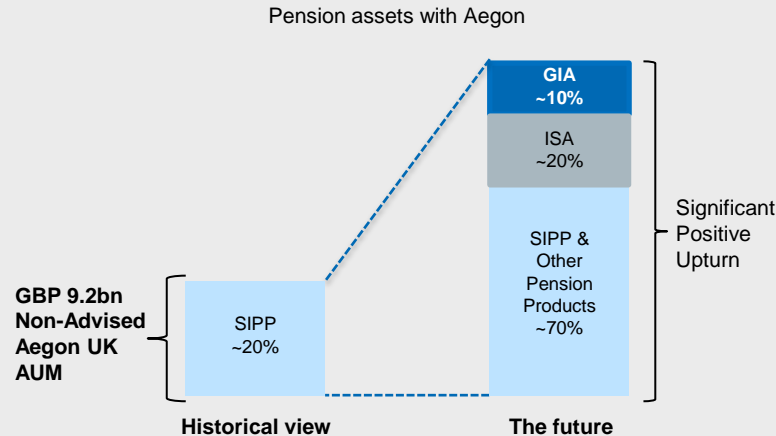 Pension assets with Aegon
GIA
~10%
ISA
~20%
SIPP &
Other
Pension
Products
~70%
Significant
Positive
Upturn
GBP 9.2bn
Non-Advised
Aegon UK
AUM
SIPP
~20%
Historical view
The future